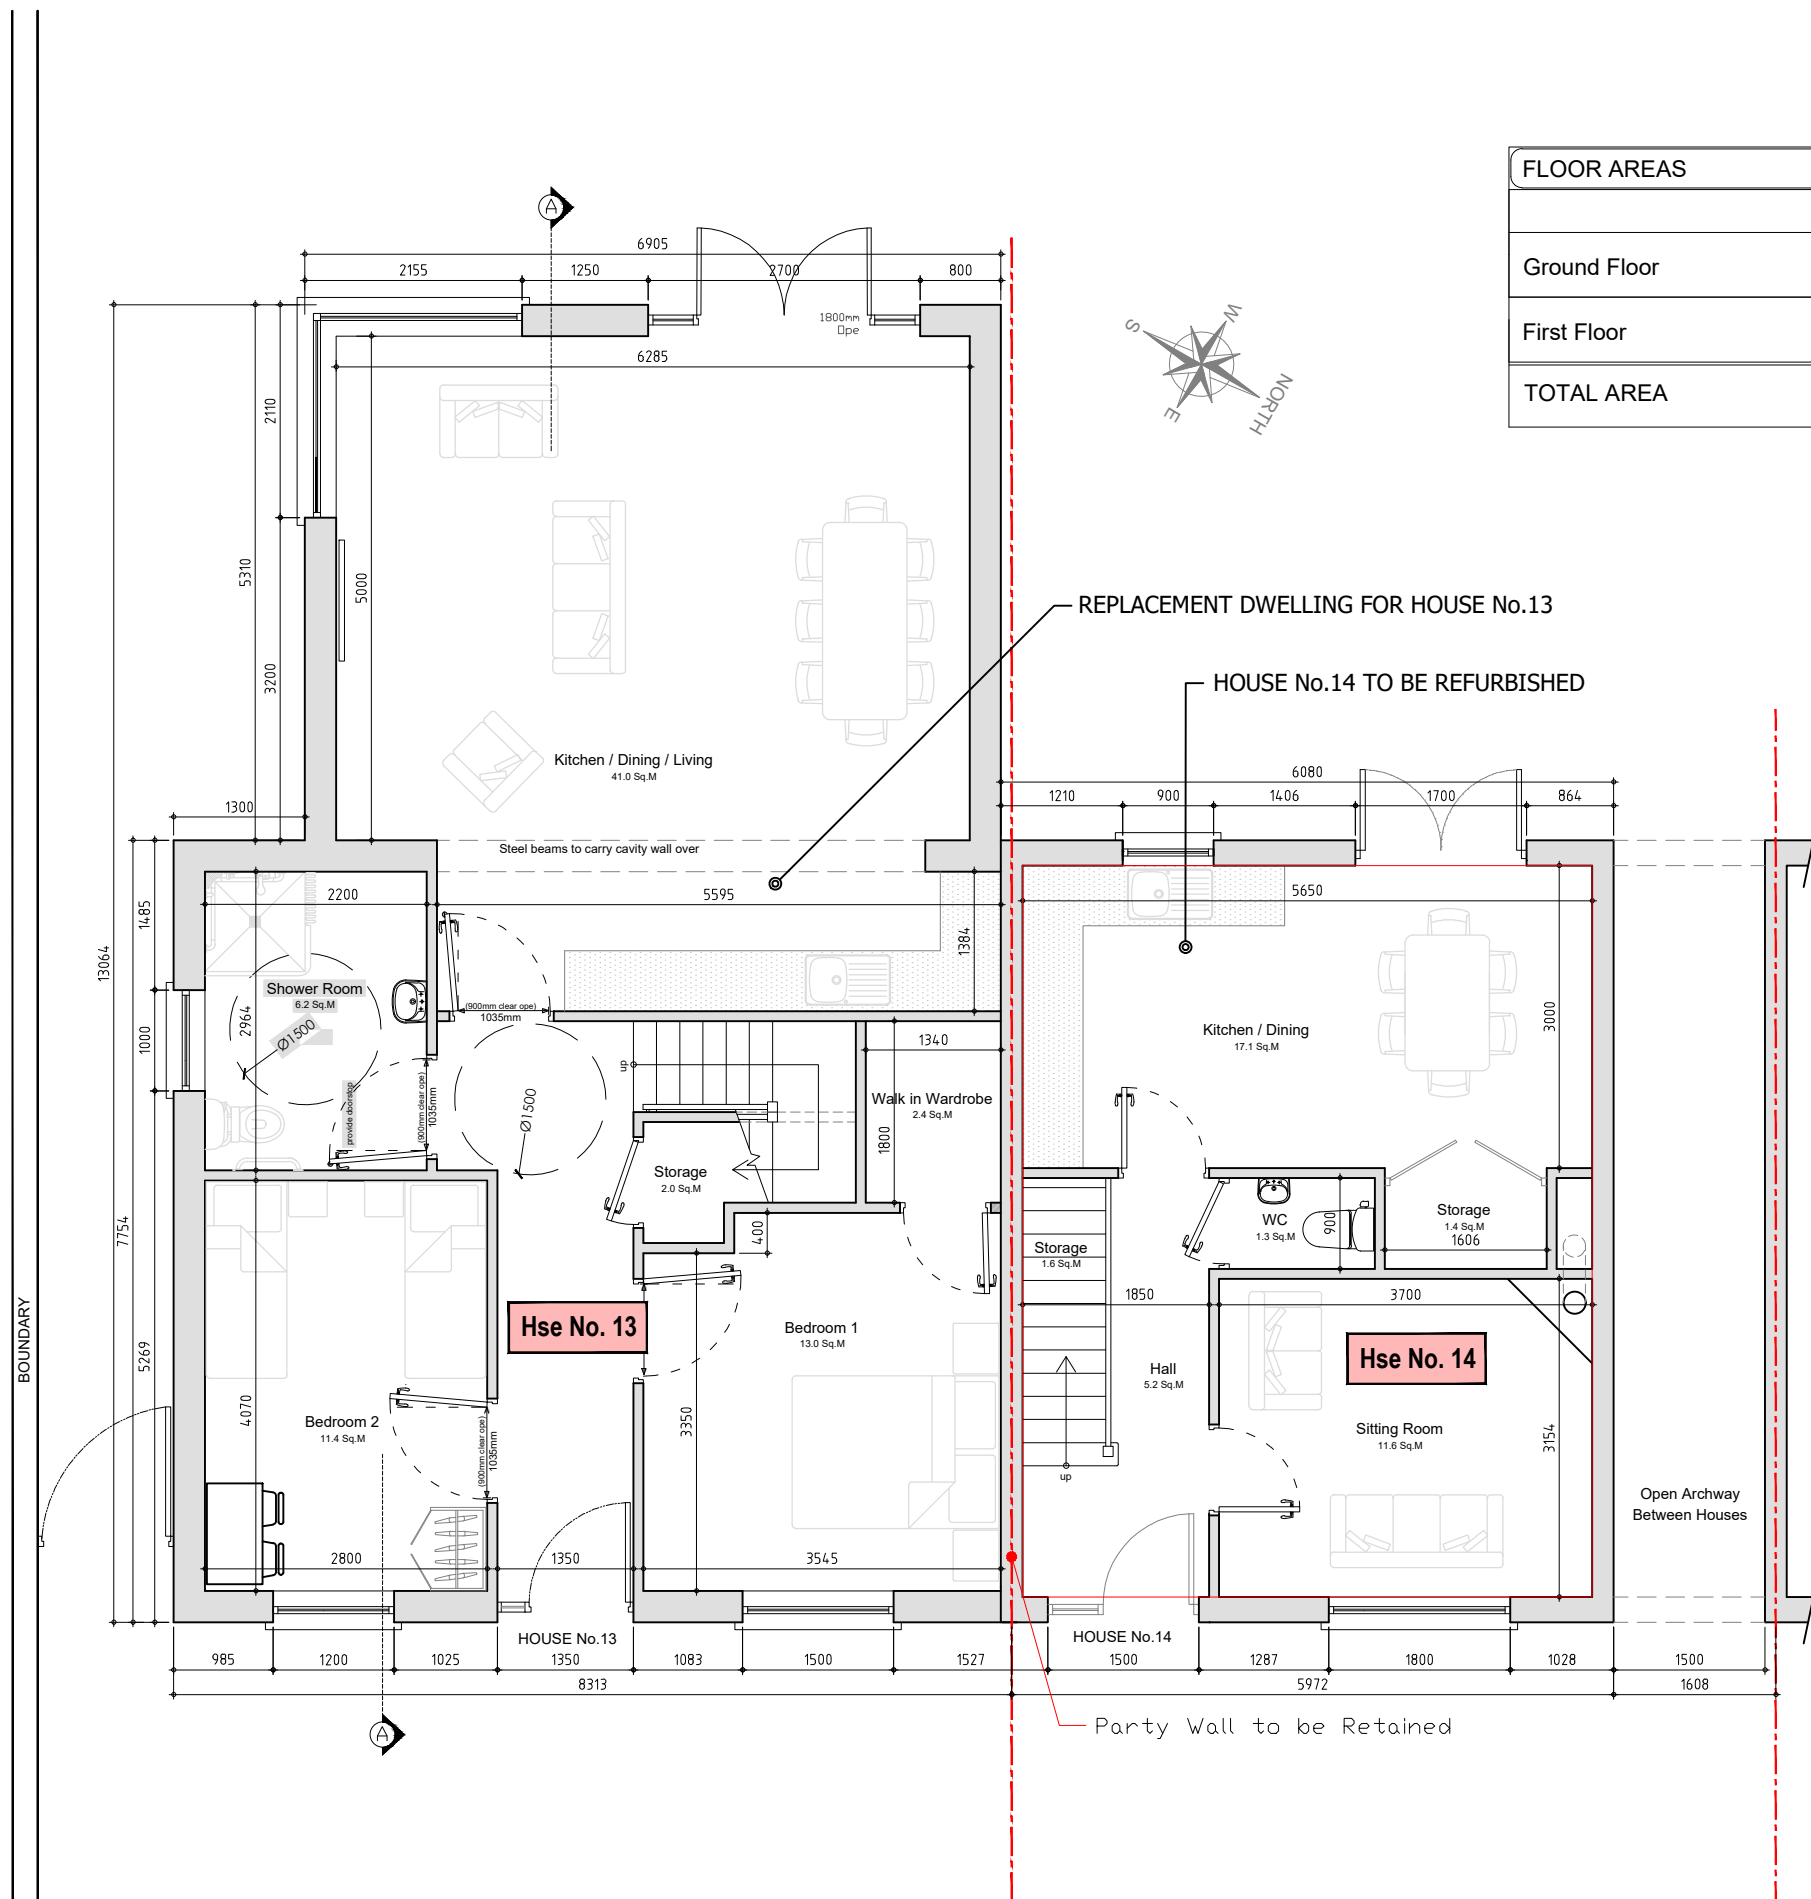 FLOOR AREAS
Ground Floor
First Floor
TOTAL AREA
A
6905
2155
1250
2700
800
1800mm
Ope
6285
S
W
E
NORTH
2110
5310
5000
3200
13064
REPLACEMENT DWELLING FOR HOUSE No.13
HOUSE No.14 TO BE REFURBISHED
Kitchen / Dining / Living
41.0 Sq.M
6080
1210
900
1406
1700
864
1300
Steel beams to carry cavity wall over
2200
5595
5650
1485
1384
Shower Room
6.2 Sq.M
2964
Ø1500
1000
provide doorstop
(900mm clear ope)
1035mm
(900mm clear ope)
1035mm
Ø1500
up
1340
Walk in Wardrobe
2.4 Sq.M
1800
Storage
2.0 Sq.M
400
Kitchen / Dining
17.1 Sq.M
3000
WC
1.3 Sq.M
900
Storage
1.4 Sq.M
1606
Storage
1.6 Sq.M
1850
3700
7754
5269
BOUNDARY
Hse No. 13
Bedroom 1
13.0 Sq.M
3350
Hse No. 14
Hall
5.2 Sq.M
Sitting Room
11.6 Sq.M
3154
up
4070
Bedroom 2
11.4 Sq.M
(900mm clear ope)
1035mm
Open Archway
Between Houses
2800
1350
3545
HOUSE No.13
HOUSE No.14
985
1200
1025
1350
1083
1500
1527
1500
1287
1800
1028
1500
8313
5972
1608
A
Party Wall to be Retained